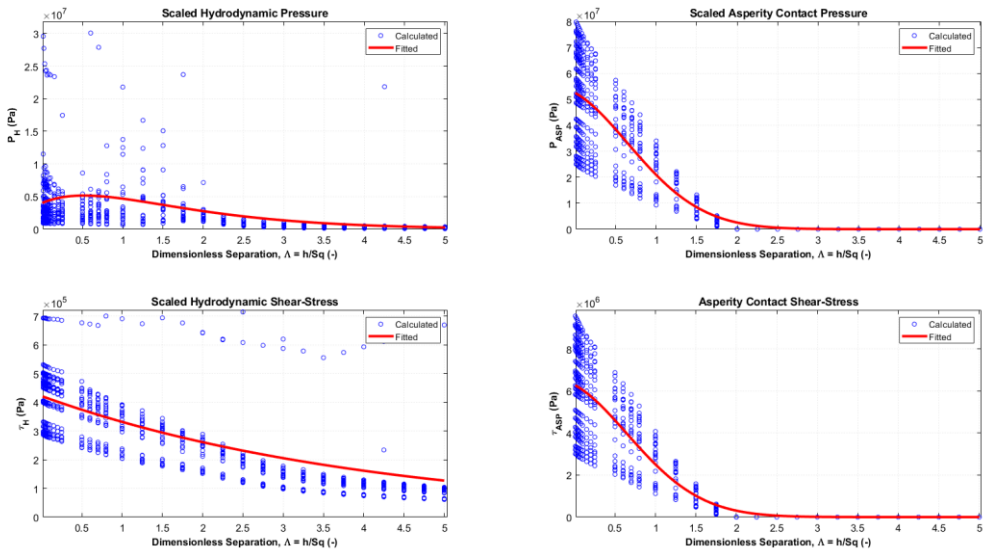 Scaled Hydrodynamic Pressure
×10⁷
3.5
3
2.5
2
1.5
1
0.5
0
P_H (Pa)
Calculated
Fitted
0.5 1 1.5 2 2.5 3 3.5 4 4.5 5
Dimensionless Separation, Λ = h/Sq (-)
Scaled Asperity Contact Pressure
×10⁷
8
7
6
5
4
3
2
1
0
P_ASP (Pa)
Calculated
Fitted
0.5 1 1.5 2 2.5 3 3.5 4 4.5 5
Dimensionless Separation, Λ = h/Sq (-)
Scaled Hydrodynamic Shear-Stress
×10⁵
7
6
5
4
3
2
1
0
τ_H (Pa)
Calculated
Fitted
0.5 1 1.5 2 2.5 3 3.5 4 4.5 5
Dimensionless Separation, Λ = h/Sq (-)
Asperity Contact Shear-Stress
×10⁶
8
6
4
2
0
τ_ASP (Pa)
Calculated
Fitted
0.5 1 1.5 2 2.5 3 3.5 4 4.5 5
Dimensionless Separation, Λ = h/Sq (-)